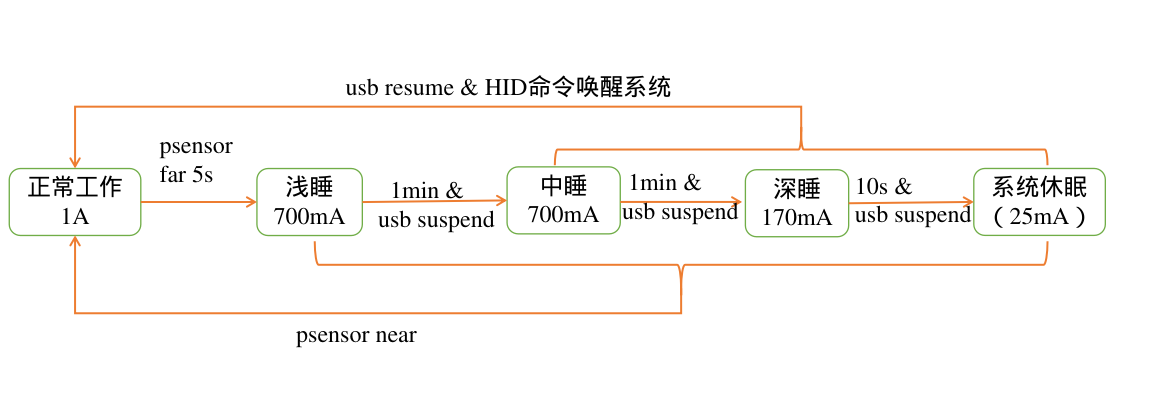 usb resume & HID命令唤醒系统
psensor
far 5s
正常工作
1A
浅睡
700mA
1min &
usb suspend
中睡
700mA
1min &
usb suspend
深睡
170mA
10s &
usb suspend
系统休眠
（25mA）
psensor near